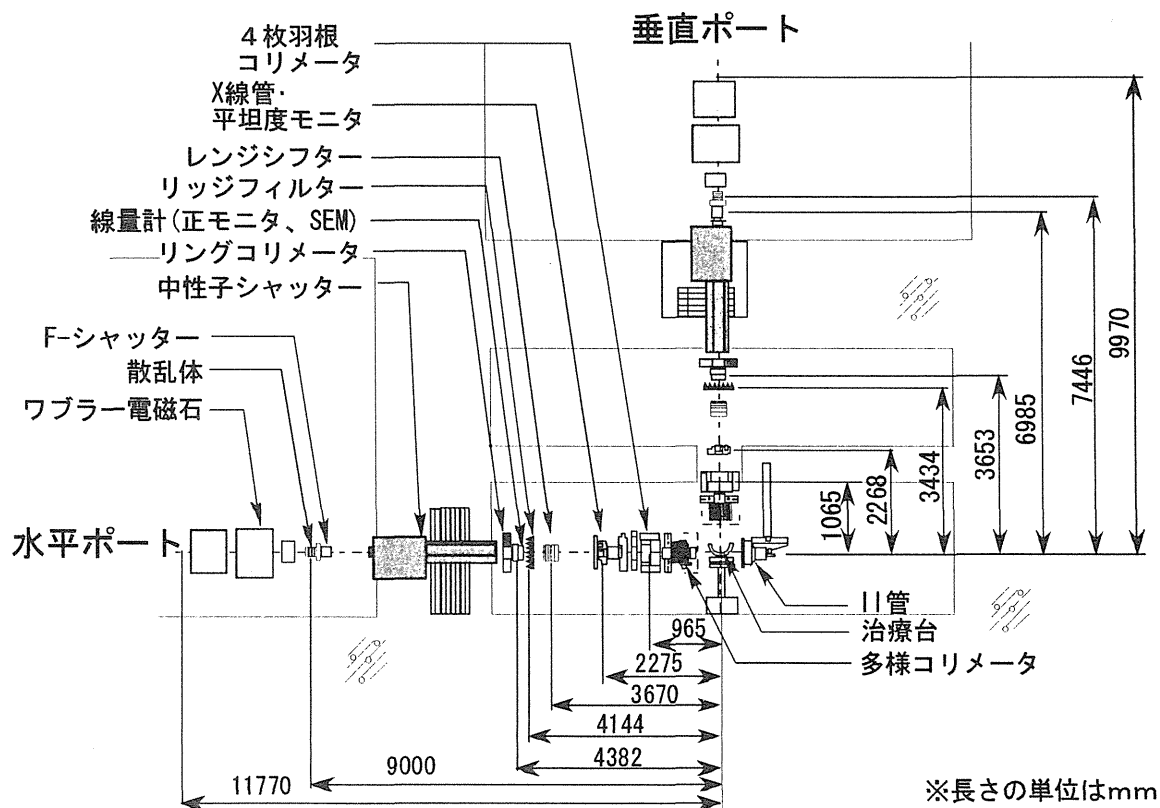 垂直ポート
4枚羽根
コリメータ
X線管・
平坦度モニタ
レンジシフター
リッジフィルター
線量計(正モニタ、SEM)
リングコリメータ
中性子シャッター
F-シャッター
散乱体
ワブラー電磁石
水平ポート
1065
2268
3434
3653
6985
7446
9970
II管
治療台
多様コリメータ
965
2275
3670
4144
4382
9000
11770
※長さの単位はmm